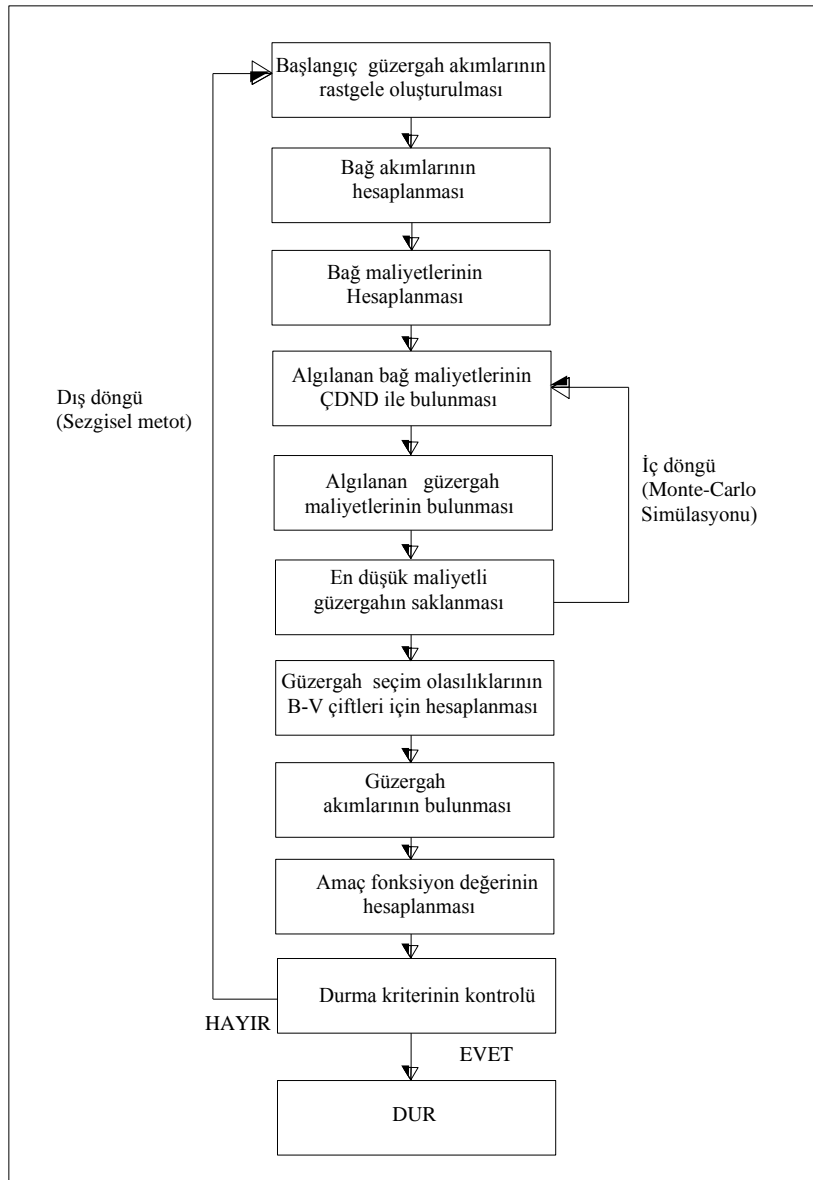 Başlangıç güzergah akımlarının
rastgele oluşturulması
Bağ akımlarının
hesaplanması
Bağ maliyetlerinin
Hesaplanması
Algılanan bağ maliyetlerinin
ÇDND ile bulunması
Dış döngü
(Sezgisel metot)
İç döngü
(Monte-Carlo
Simülasyonu)
Algılanan güzergah
maliyetlerinin bulunması
En düşük maliyetli
güzergahın saklanması
Güzergah seçim olasılıklarının
B-V çiftleri için hesaplanması
Güzergah
akımlarının bulunması
Amaç fonksiyon değerinin
hesaplanması
Durma kriterinin kontrolü
HAYIR
EVET
DUR